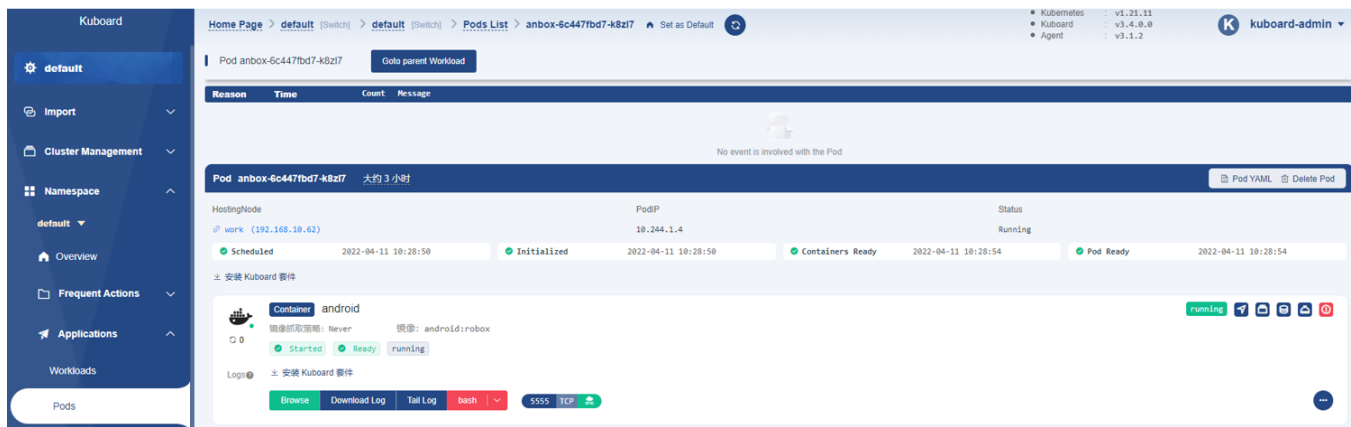 Kuboard
Home Page > default [Switch] > default [Switch] > Pods List > anbox-6c447fbd7-k8zl7 Set as Default
Kubernetes : v1.21.11
Kuboard : v3.4.0.0
Agent : v3.1.2
K kuboard-admin
default
Import
Cluster Management
Namespace
default
Overview
Frequent Actions
Applications
Workloads
Pods
Pod anbox-6c447fbd7-k8zl7 Goto parent Workload
Reason Time Count Message
No event is involved with the Pod
Pod anbox-6c447fbd7-k8zl7 大约 3 小时 Pod YAML Delete Pod
HostingNode PodIP Status
work (192.168.10.62) 10.244.1.4 Running
Scheduled 2022-04-11 10:28:50 Initialized 2022-04-11 10:28:50 Containers Ready 2022-04-11 10:28:54 Pod Ready 2022-04-11 10:28:54
安装 Kuboard 套件
Container android running
镜像抓取策略: Never 镜像: android:robox
0
Started Ready running
Logs 安装 Kuboard 套件
Browse Download Log Tail Log bash 5555 TCP